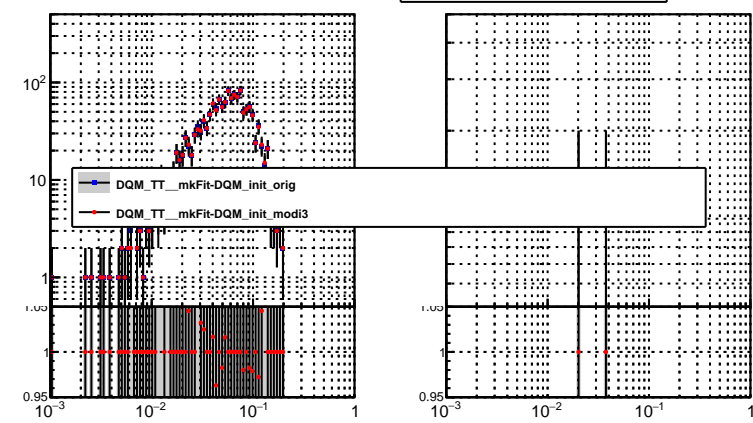 10²
10
DQM_TT__mkFit-DQM_init_orig
DQM_TT__mkFit-DQM_init_modi3
1
1.05 1.05
1 1
0.95 0.95
10⁻³ 10⁻² 10⁻¹ 1 10⁻³ 10⁻² 10⁻¹ 1